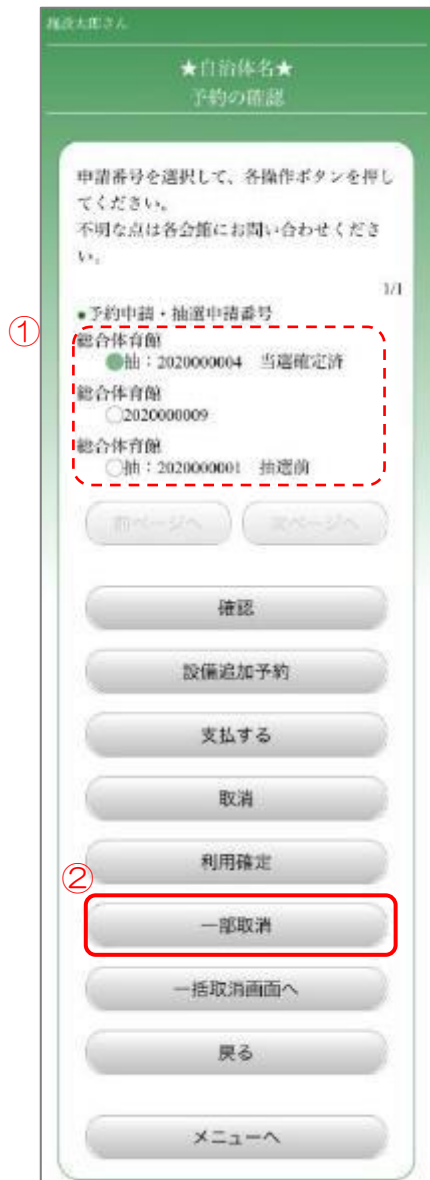 施設太郎さん
★自治体名★
予約の確認
申請番号を選択して、各操作ボタンを押し
てください。
不明な点は各会館にお問い合わせくださ
い。
1/1
①
●予約申請・抽選申請番号
総合体育館
抽：2020000004 当選確定済
総合体育館
2020000009
総合体育館
抽：2020000001 抽選前
前ページへ 次ページへ
確認
設備追加予約
支払する
取消
利用確定
②
一部取消
一括取消画面へ
戻る
メニューへ